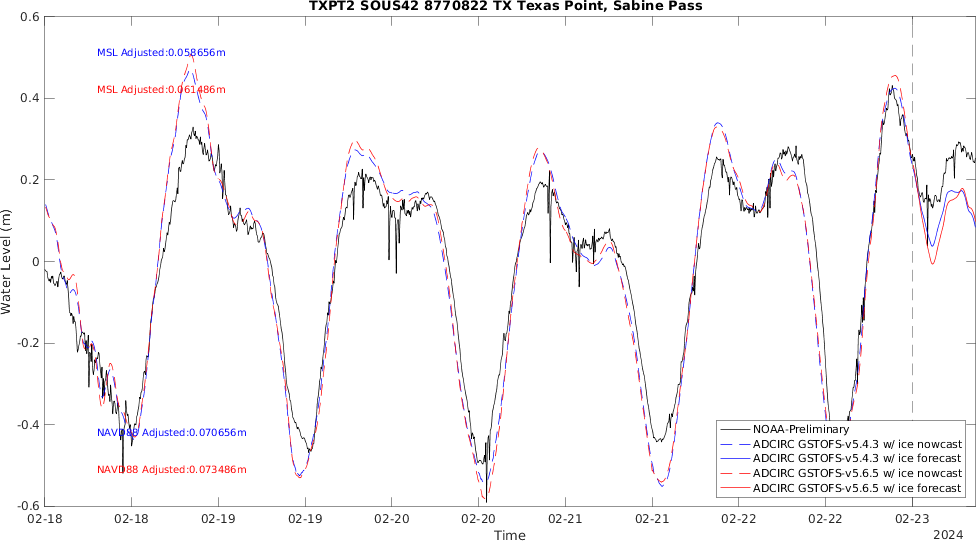 TXPT2 SOUS42 8770822 TX Texas Point, Sabine Pass
Water Level (m)
0.6
0.4
0.2
0
-0.2
-0.4
-0.6
MSL Adjusted:0.058656m
MSL Adjusted:0.061486m
NAVD88 Adjusted:0.070656m
NAVD88 Adjusted:0.073486m
NOAA-Preliminary
ADCIRC GSTOFS-v5.4.3 w/ ice nowcast
ADCIRC GSTOFS-v5.4.3 w/ ice forecast
ADCIRC GSTOFS-v5.6.5 w/ ice nowcast
ADCIRC GSTOFS-v5.6.5 w/ ice forecast
02-18 02-18 02-19 02-19 02-20 02-20 02-21 02-21 02-22 02-22 02-23
Time
2024